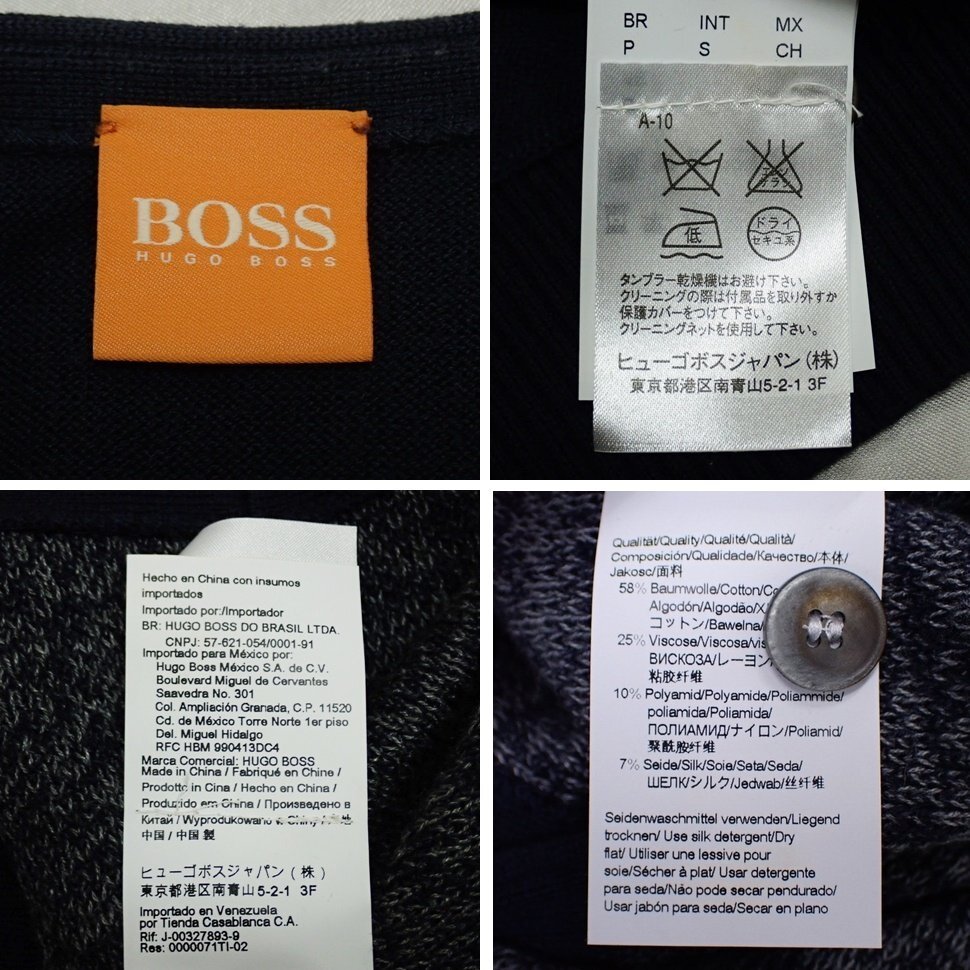 BOSS
HUGO BOSS
BR INT MX
P S CH
A-10
エンソ
サラシ
低
ドライ
セキユ系
タンブラー乾燥機はお避け下さい。
クリーニングの際は付属品を取り外すか
保護カバーをつけて下さい。
クリーニングネットを使用して下さい。
ヒューゴボスジャパン(株)
東京都港区南青山5-2-1 3F
Hecho en China con insumos
importados
Importado por:/Importador
BR: HUGO BOSS DO BRASIL LTDA.
CNPJ: 57-621-054/0001-91
Importado para México por:
Hugo Boss México S.A. de C.V.
Boulevard Miguel de Cervantes
Saavedra No. 301
Col. Ampliación Granada, C.P. 11520
Cd. de México Torre Norte 1er piso
Del. Miguel Hidalgo
RFC HBM 990413DC4
Marca Comercial: HUGO BOSS
Made in China / Fabriqué en Chine /
Prodotto in Cina / Hecho en China /
Produzido em China / Произведено в
Китай / Wyprodukowano w Chiny / 产地
中国 / 中国 製
ヒューゴボスジャパン(株)
東京都港区南青山5-2-1 3F
Importado en Venezuela
por Tienda Casablanca C.A.
Rif: J-00327893-9
Res: 0000071TI-02
Qualität/Quality/Qualité/Qualità/
Composición/Qualidade/Качество/本体/
Jakosc/面料
58% Baumwolle/Cotton/
Algodón/Algodão/
コットン/Bawelna/
25% Viscose/Viscosa/
ВИСКОЗА/レーヨン/
粘胶纤维
10% Polyamid/Polyamide/Poliammide/
poliamida/Poliamida/
ПОЛИАМИД/ナイロン/Poliamid/
聚酰胺纤维
7% Seide/Silk/Soie/Seta/Seda/
ШЕЛК/シルク/Jedwab/丝纤维
Seidenwaschmittel verwenden/Liegend
trocknen/ Use silk detergent/Dry
flat/ Utiliser une lessive pour
soie/Sécher à plat/ Usar detergente
para seda/Não pode secar pendurado/
Usar jabón para seda/Secar en plano